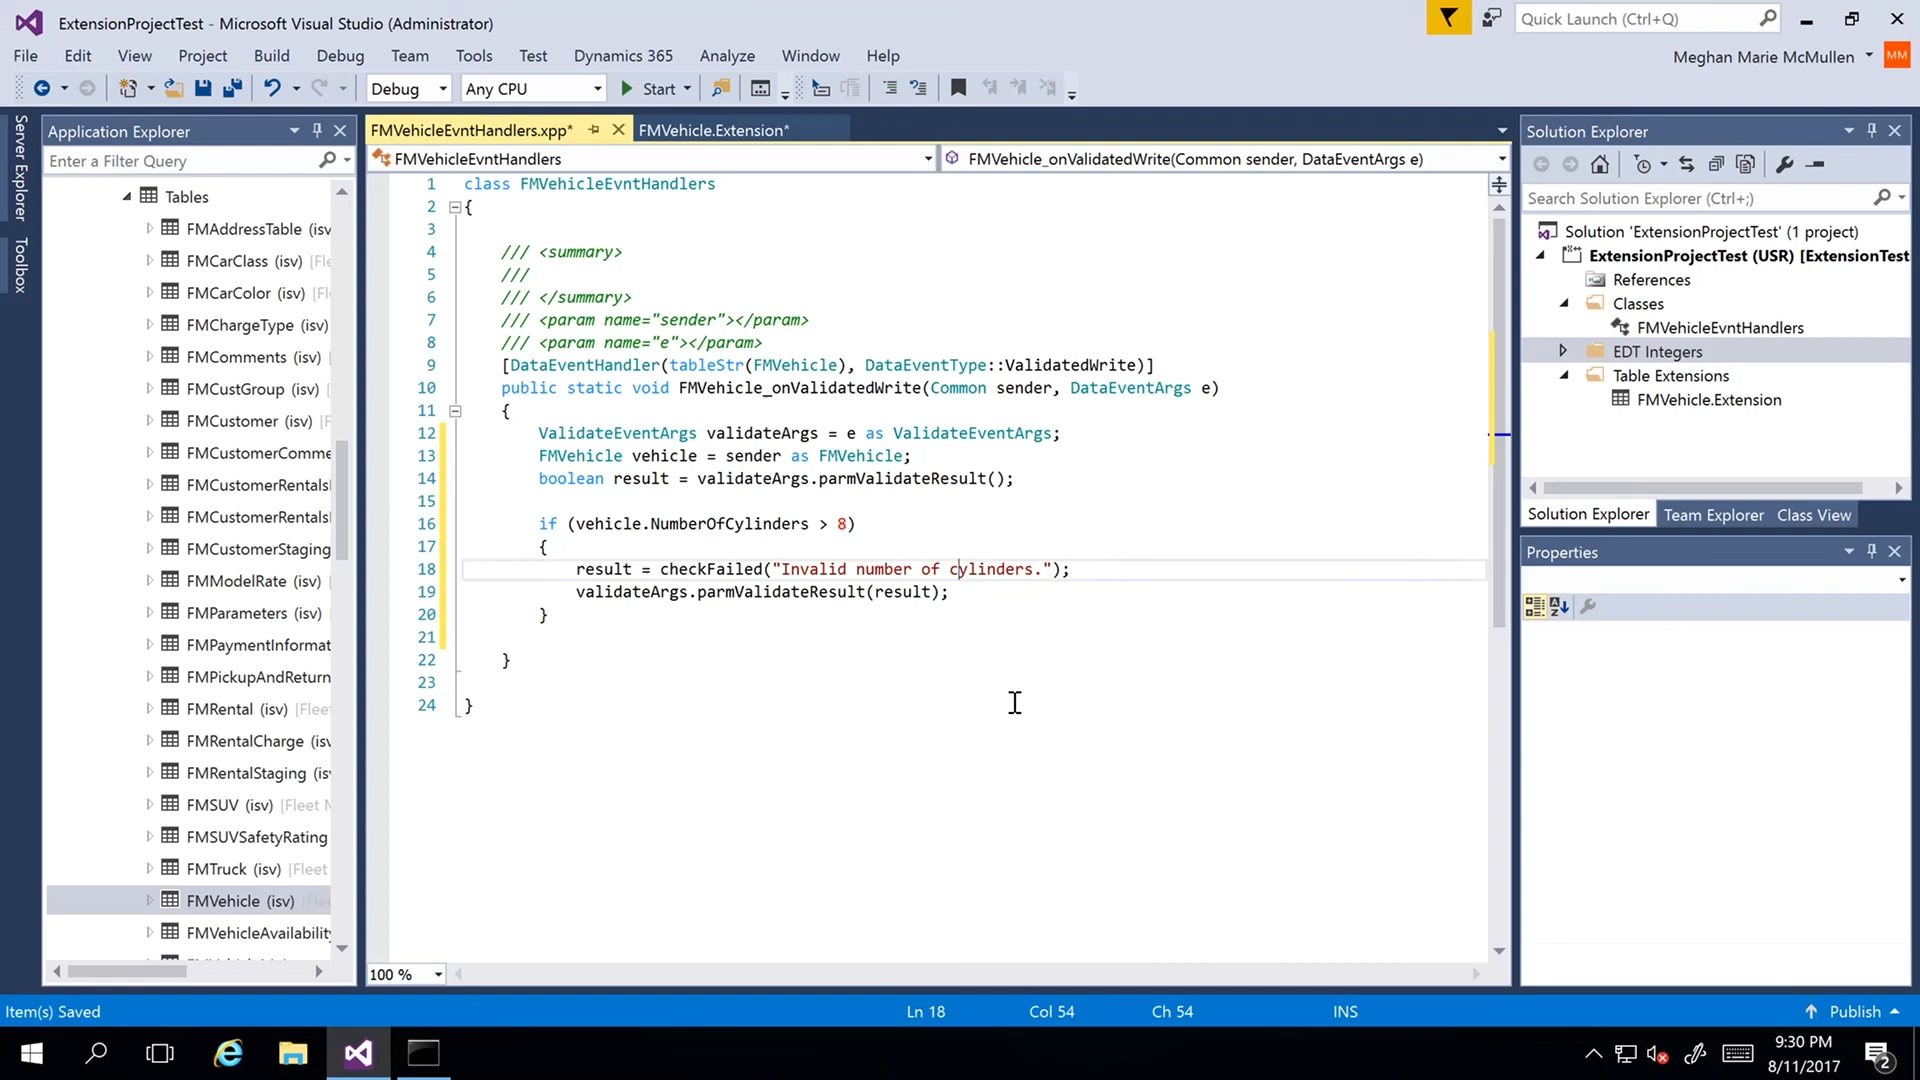 ExtensionProjectTest - Microsoft Visual Studio (Administrator)
Quick Launch (Ctrl+Q)
File Edit View Project Build Debug Team Tools Test Dynamics 365 Analyze Window Help
Meghan Marie McMullen MM
Debug Any CPU Start
Server Explorer
Toolbox
Application Explorer
Enter a Filter Query
Tables
FMAddressTable (isv
FMCarClass (isv) [Fle
FMCarColor (isv) [Fl
FMChargeType (isv)
FMComments (isv)
FMCustGroup (isv) [
FMCustomer (isv)
FMCustomerComme
FMCustomerRentals
FMCustomerRentals
FMCustomerStaging
FMModelRate (isv)
FMParameters (isv)
FMPaymentInformat
FMPickupAndReturn
FMRental (isv) [Flee
FMRentalCharge (isv
FMRentalStaging (isv
FMSUV (isv) [Fleet M
FMSUVSafetyRating
FMTruck (isv) [Fleet
FMVehicle (isv) [Flee
FMVehicleAvailability
FMVehicleEvntHandlers.xpp*
FMVehicle.Extension*
FMVehicleEvntHandlers
FMVehicle_onValidatedWrite(Common sender, DataEventArgs e)
1 class FMVehicleEvntHandlers
2 {
3
4 /// <summary>
5 ///
6 /// </summary>
7 /// <param name="sender"></param>
8 /// <param name="e"></param>
9 [DataEventHandler(tableStr(FMVehicle), DataEventType::ValidatedWrite)]
10 public static void FMVehicle_onValidatedWrite(Common sender, DataEventArgs e)
11 {
12 ValidateEventArgs validateArgs = e as ValidateEventArgs;
13 FMVehicle vehicle = sender as FMVehicle;
14 boolean result = validateArgs.parmValidateResult();
15
16 if (vehicle.NumberOfCylinders > 8)
17 {
18 result = checkFailed("Invalid number of cylinders.");
19 validateArgs.parmValidateResult(result);
20 }
21
22 }
23
24 }
100 %
Solution Explorer
Search Solution Explorer (Ctrl+;)
Solution 'ExtensionProjectTest' (1 project)
ExtensionProjectTest (USR) [ExtensionTest
References
Classes
FMVehicleEvntHandlers
EDT Integers
Table Extensions
FMVehicle.Extension
Solution Explorer Team Explorer Class View
Properties
Item(s) Saved Ln 18 Col 54 Ch 54 INS Publish
9:30 PM
8/11/2017
2